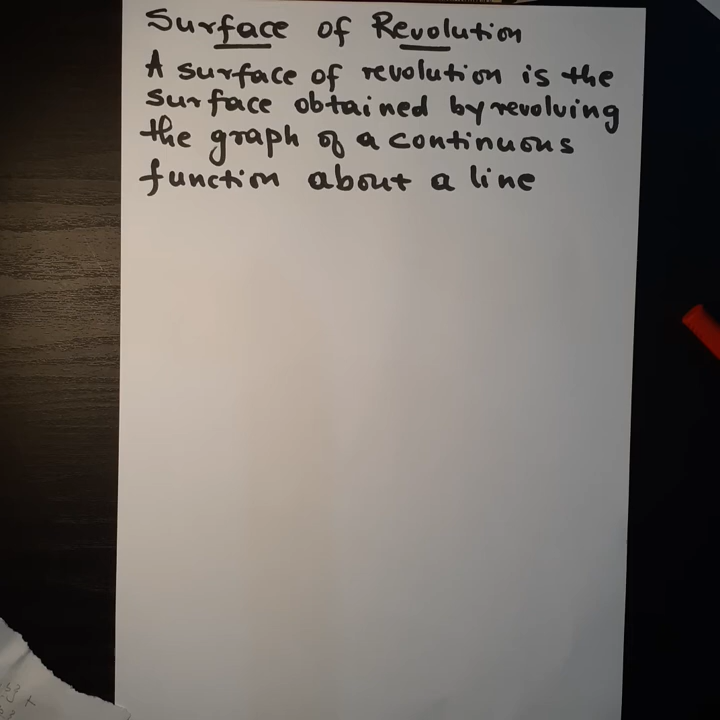 Surface of Revolution
A surface of revolution is the
surface obtained by revolving
the graph of a continuous
function about a line